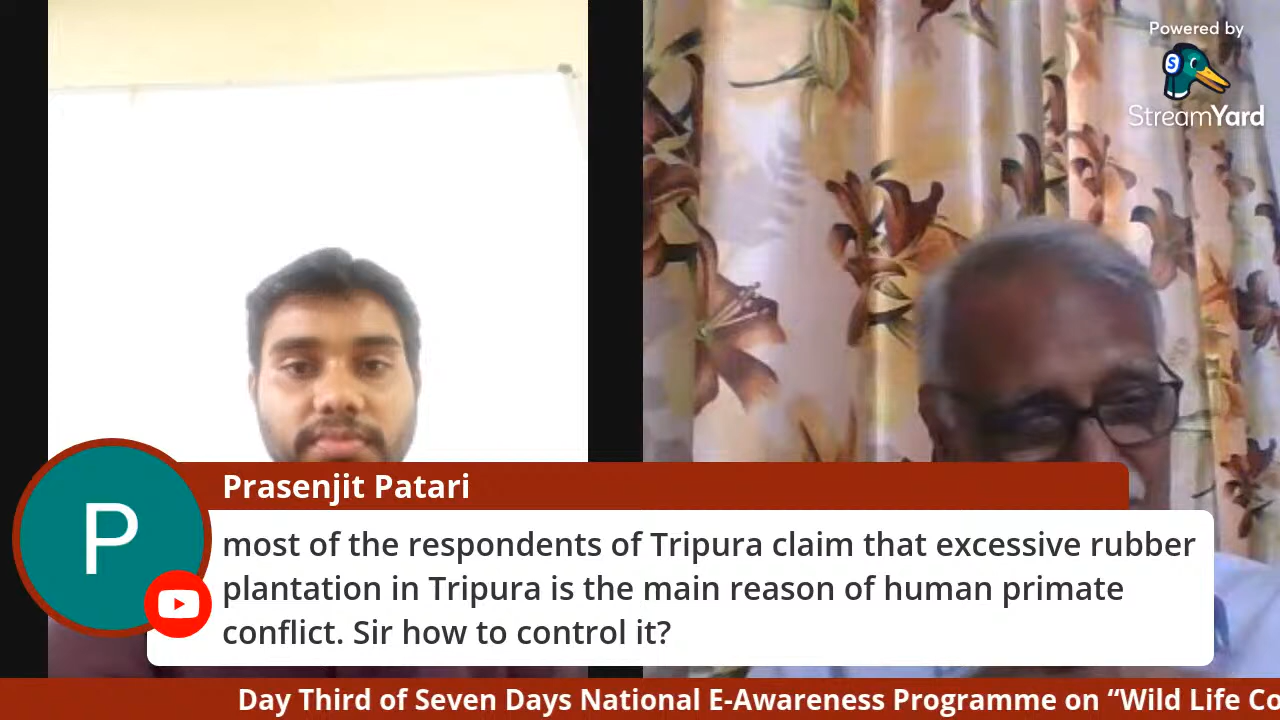 Powered by
S
StreamYard
P
Prasenjit Patari
most of the respondents of Tripura claim that excessive rubber
plantation in Tripura is the main reason of human primate
conflict. Sir how to control it?
Day Third of Seven Days National E-Awareness Programme on “Wild Life Co